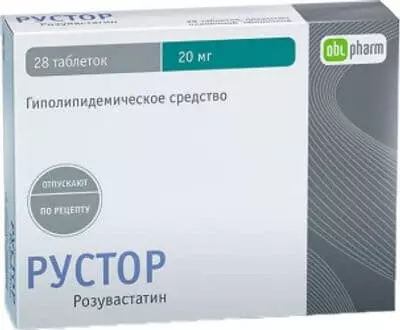 28 таблеток
20 мг
obl pharm
Гиполипидемическое средство
ОТПУСКАЮТ
ПО РЕЦЕПТУ
РУСТОР
Розувастатин